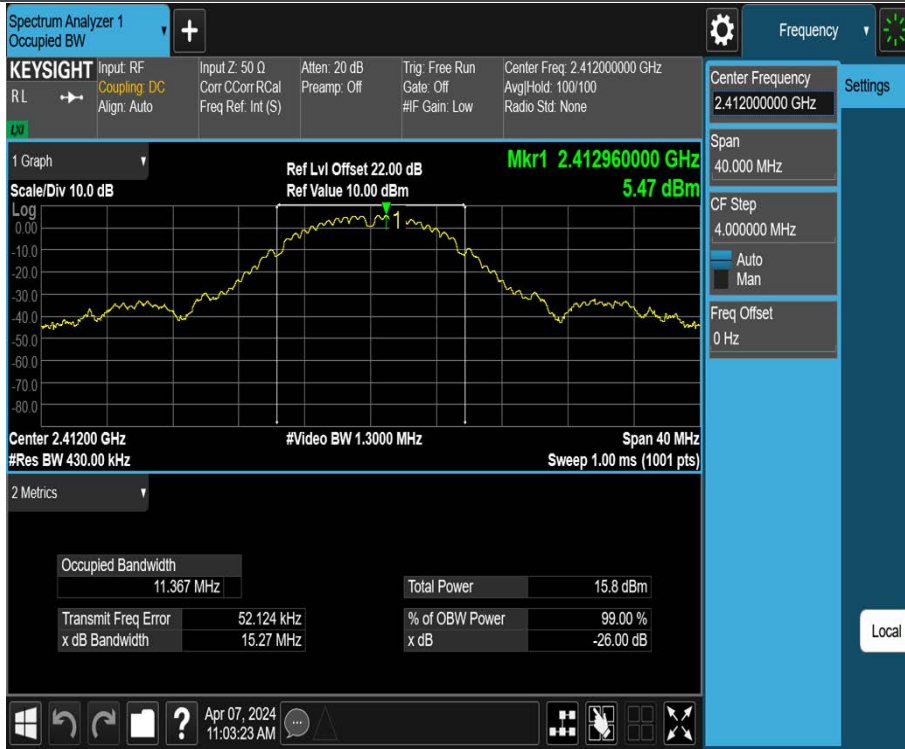 Spectrum Analyzer 1
Occupied BW
+
Frequency
KEYSIGHT
R L
LXI
Input: RF
Coupling: DC
Align: Auto
Input Z: 50 Ω
Corr CCorr RCal
Freq Ref: Int (S)
Atten: 20 dB
Preamp: Off
Trig: Free Run
Gate: Off
#IF Gain: Low
Center Freq: 2.412000000 GHz
Avg|Hold: 100/100
Radio Std: None
Center Frequency
2.412000000 GHz
Settings
Span
40.000 MHz
CF Step
4.000000 MHz
Auto
Man
Freq Offset
0 Hz
Local
1 Graph
Scale/Div 10.0 dB
Ref Lvl Offset 22.00 dB
Ref Value 10.00 dBm
Mkr1 2.412960000 GHz
5.47 dBm
Log
0.00
-10.0
-20.0
-30.0
-40.0
-50.0
-60.0
-70.0
-80.0
1
Center 2.41200 GHz
#Res BW 430.00 kHz
#Video BW 1.3000 MHz
Span 40 MHz
Sweep 1.00 ms (1001 pts)
2 Metrics
Occupied Bandwidth
11.367 MHz
Transmit Freq Error 52.124 kHz
x dB Bandwidth 15.27 MHz
Total Power 15.8 dBm
% of OBW Power 99.00 %
x dB -26.00 dB
?
Apr 07, 2024
11:03:23 AM